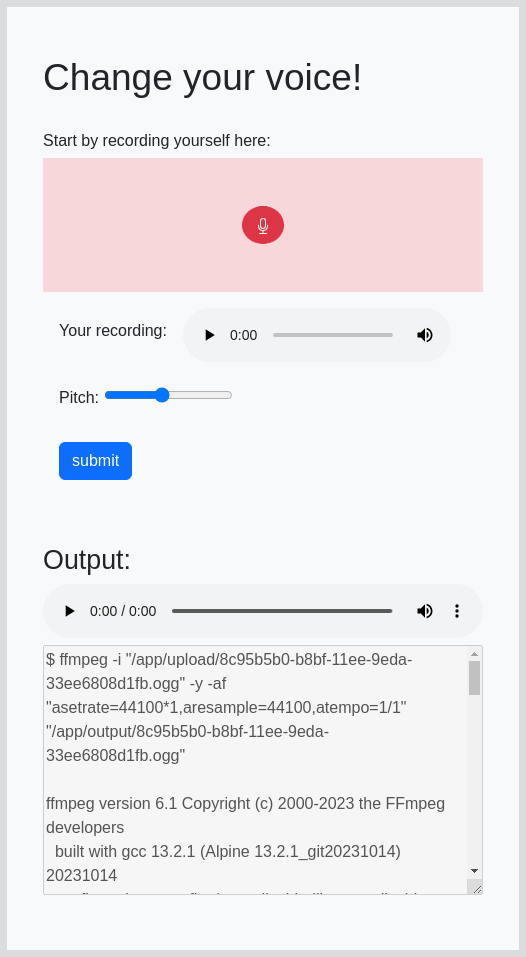 Change your voice!
Start by recording yourself here:
Your recording:
0:00
Pitch:
submit
Output:
0:00 / 0:00
$ ffmpeg -i "/app/upload/8c95b5b0-b8bf-11ee-9eda-
33ee6808d1fb.ogg" -y -af
"asetrate=44100*1,aresample=44100,atempo=1/1"
"/app/output/8c95b5b0-b8bf-11ee-9eda-
33ee6808d1fb.ogg"
ffmpeg version 6.1 Copyright (c) 2000-2023 the FFmpeg
developers
built with gcc 13.2.1 (Alpine 13.2.1_git20231014)
20231014